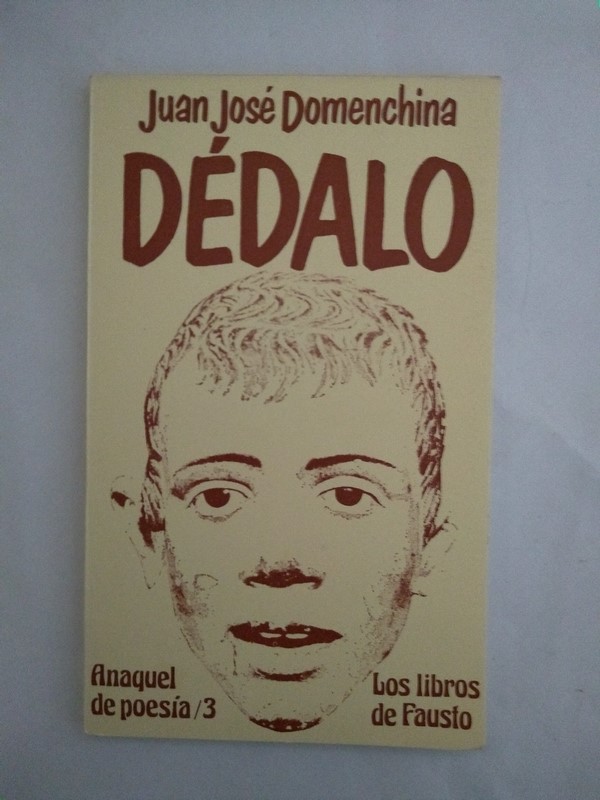 Juan José Domenchina
DÉDALO
Anaquel
de poesía/3
Los libros
de Fausto